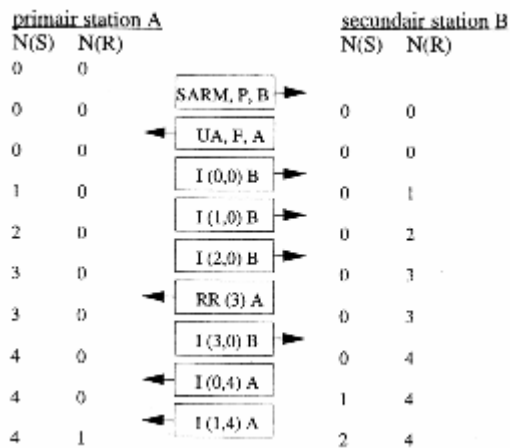 primair station A secundair station B
N(S) N(R) N(S) N(R)
0 0
SARM, P, B
0 0 0 0
UA, F, A
0 0 0 0
I (0,0) B
1 0 0 1
I (1,0) B
2 0 0 2
I (2,0) B
3 0 0 3
RR (3) A
3 0 0 3
I (3,0) B
4 0 0 4
I (0,4) A
4 0 1 4
I (1,4) A
4 1 2 4